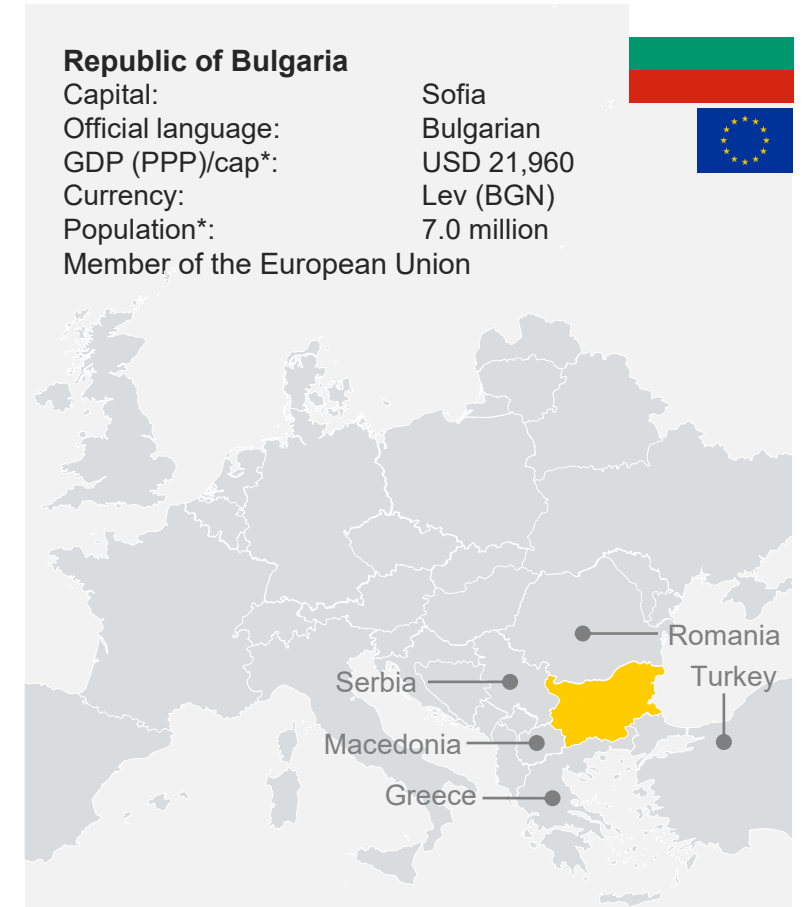 Republic of Bulgaria
Capital: Sofia
Official language: Bulgarian
GDP (PPP)/cap*: USD 21,960
Currency: Lev (BGN)
Population*: 7.0 million
Member of the European Union
Romania
Serbia
Turkey
Macedonia
Greece